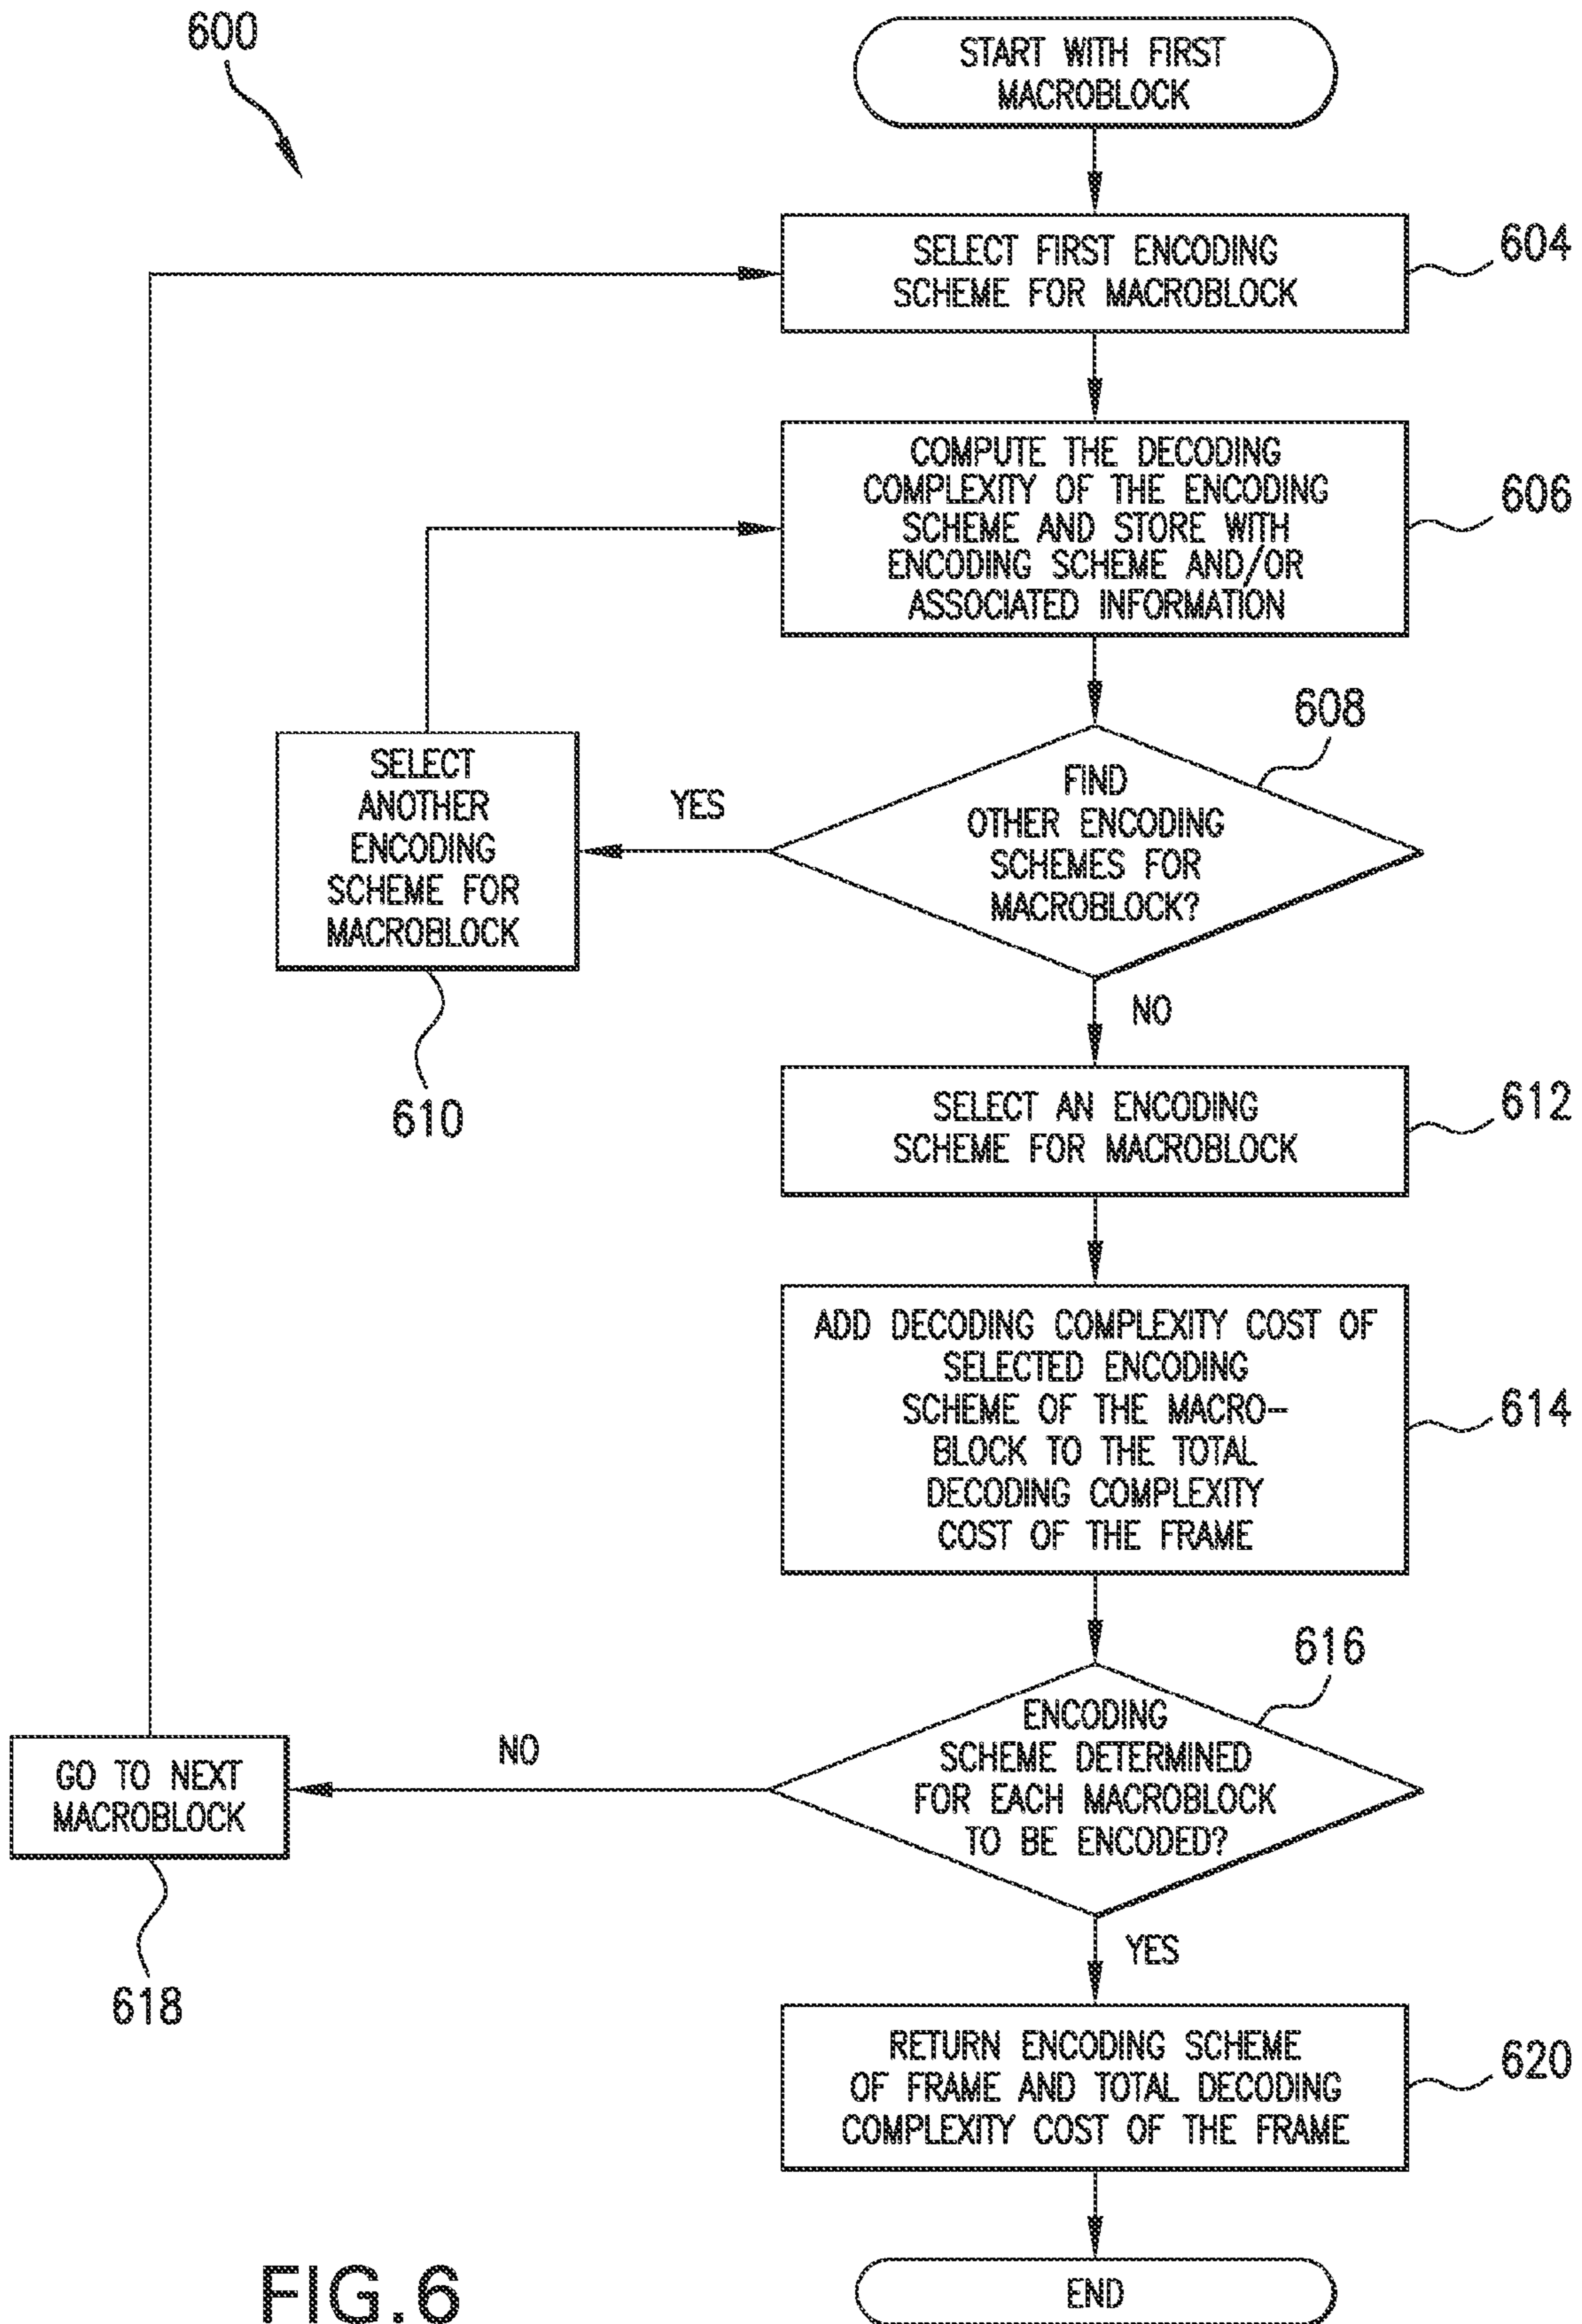 600
START WITH FIRST
MACROBLOCK
SELECT FIRST ENCODING
SCHEME FOR MACROBLOCK
604
COMPUTE THE DECODING
COMPLEXITY OF THE ENCODING
SCHEME AND STORE WITH
ENCODING SCHEME AND/OR
ASSOCIATED INFORMATION
606
608
FIND
OTHER ENCODING
SCHEMES FOR
MACROBLOCK?
YES
SELECT
ANOTHER
ENCODING
SCHEME FOR
MACROBLOCK
610
NO
SELECT AN ENCODING
SCHEME FOR MACROBLOCK
612
ADD DECODING COMPLEXITY COST OF
SELECTED ENCODING
SCHEME OF THE MACRO-
BLOCK TO THE TOTAL
DECODING COMPLEXITY
COST OF THE FRAME
614
616
ENCODING
SCHEME DETERMINED
FOR EACH MACROBLOCK
TO BE ENCODED?
NO
GO TO NEXT
MACROBLOCK
618
YES
RETURN ENCODING SCHEME
OF FRAME AND TOTAL DECODING
COMPLEXITY COST OF THE FRAME
620
END
FIG.6